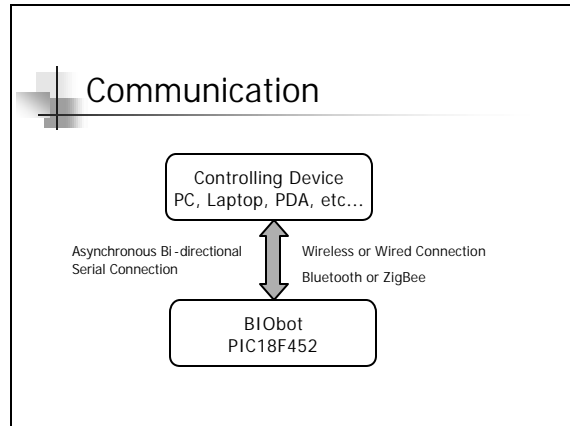 Communication
Controlling Device
PC, Laptop, PDA, etc...
Asynchronous Bi-directional
Serial Connection
Wireless or Wired Connection
Bluetooth or ZigBee
BIObot
PIC18F452